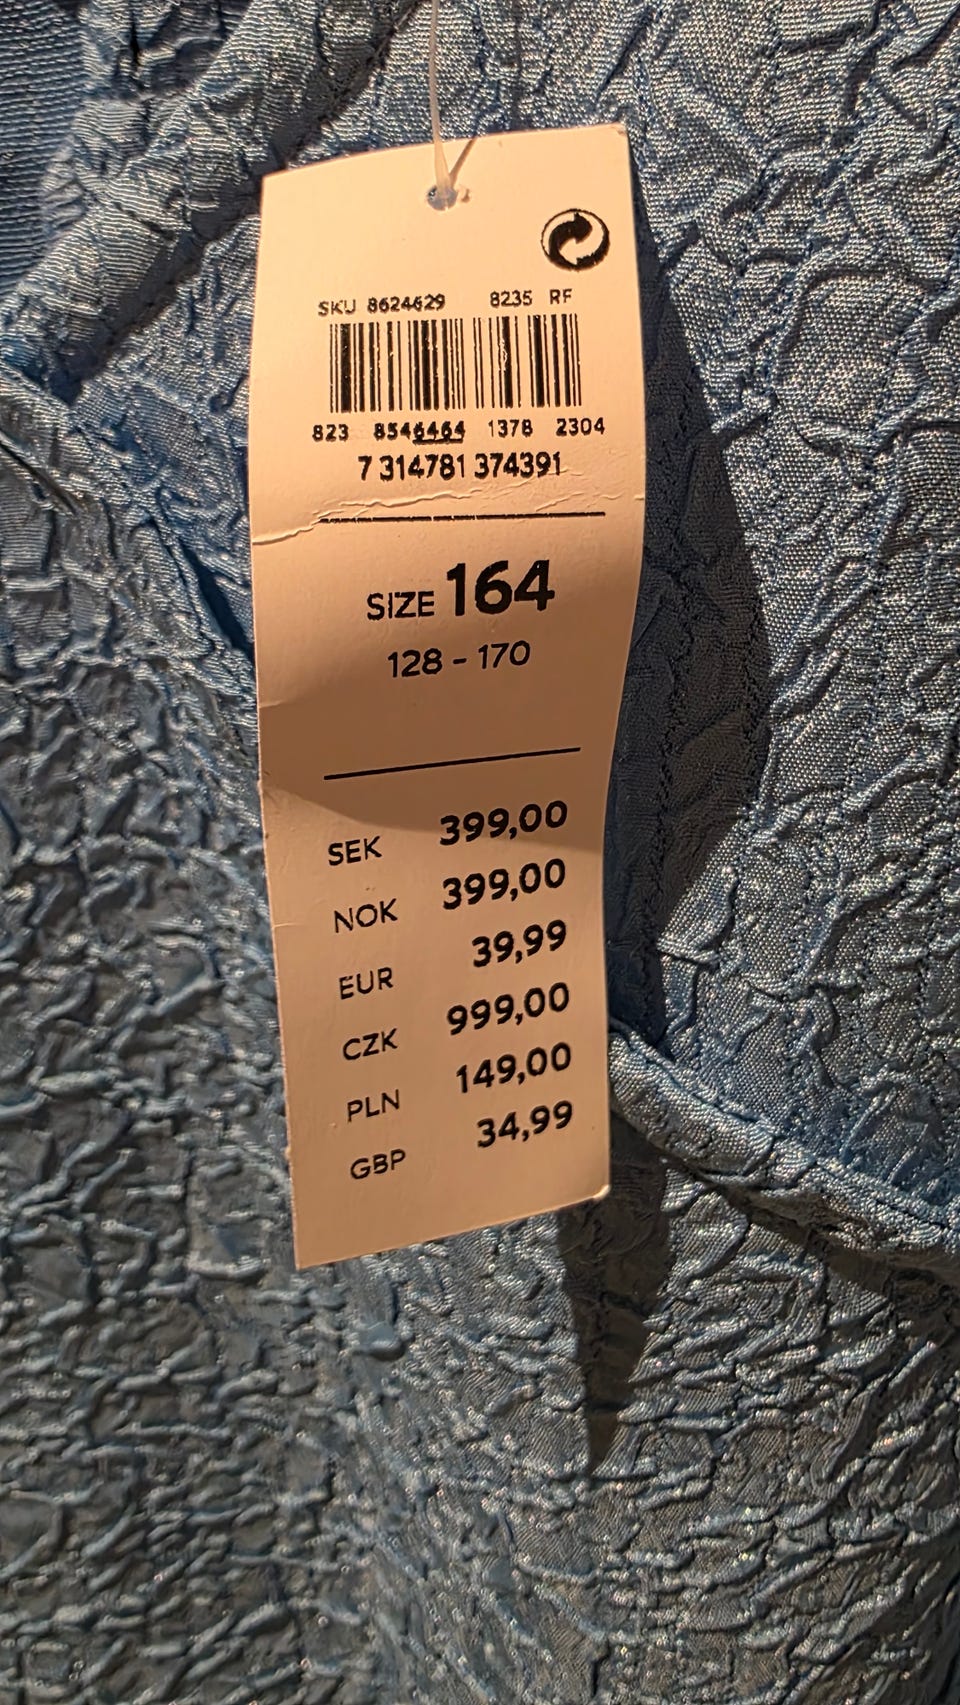 SKU 8624629 8235 RF
823 8546464 1378 2304
7 314781 374391
SIZE 164
128 - 170
SEK 399,00
NOK 399,00
EUR 39,99
CZK 999,00
PLN 149,00
GBP 34,99